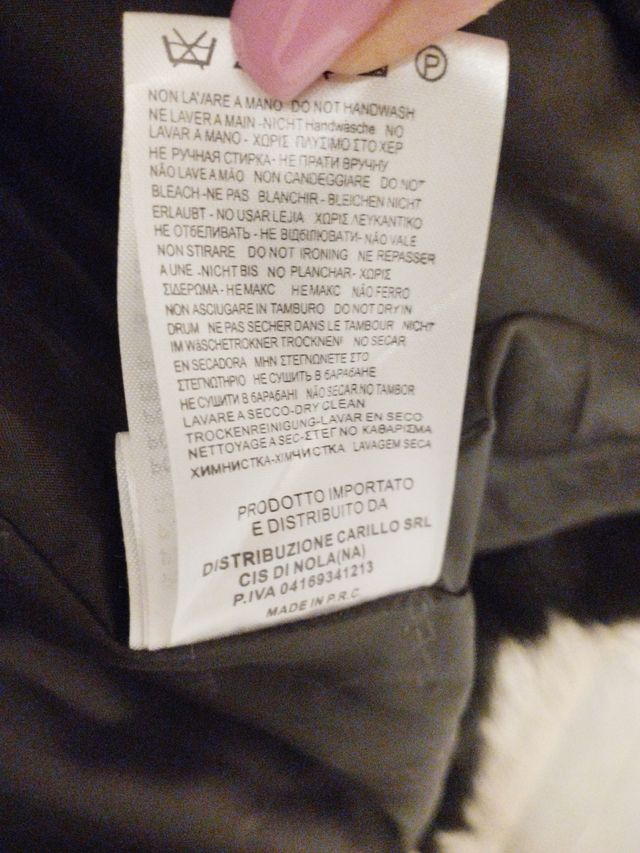 P
NON LAVARE A MANO DO NOT HANDWASH
NE LAVER A MAIN -NICHT Handwäsche NO
LAVAR A MANO - ΧΩΡΙΣ ΠΛΥΣΙΜΟ ΣΤΟ ΧΕΡ
НЕ РУЧНАЯ СТИРКА- НЕ ПРАТИ ВРУЧНУ
NÃO LAVE A MÃO NON CANDEGGIARE DO NOT
BLEACH -NE PAS BLANCHIR - BLEICHEN NICHT
ERLAUBT - NO USAR LEJIA ΧΩΡΙΣ ΛΕΥΚΑΝΤΙΚΟ
НЕ ОТБЕЛИВАТЬ- НЕ ВІДБІЛЮВАТИ- NÃO VALE
NON STIRARE DO NOT IRONING NE REPASSER
A UNE -NICHT BIS NO PLANCHAR- ΧΩΡΙΣ
ΣΙΔΕΡΩΜΑ - НЕ МАКС НЕ МАКС NÃO FERRO
NON ASCIUGARE IN TAMBURO DO NOT DRY IN
DRUM NE PAS SECHER DANS LE TAMBOUR NICHT
IM WäSCHETROKNER TROCKNEN! NO SECAR
EN SECADORA ΜΗΝ ΣΤΕΓΝΩΝΕΤΕ ΣΤΟ
ΣΤΕΓΝΩΤΗΡΙΟ НЕ СУШИТЬ В БАРАБАНЕ
НЕ СУШИТИ В БАРАБАНІ NÃO SECAR NO TAMBOR
LAVARE A SECCO-DRY CLEAN
TROCKENREINIGUNG-LAVAR EN SECO
NETTOYAGE A SEC-ΣΤΕΓΝΟ ΚΑΘΑΡΙΣΜΑ
ХИМНИСТКА-ХІМЧИСТКА LAVAGEM SECA
PRODOTTO IMPORTATO
E DISTRIBUITO DA
DISTRIBUZIONE CARILLO SRL
CIS DI NOLA(NA)
P.IVA 04169341213
MADE IN P.R.C